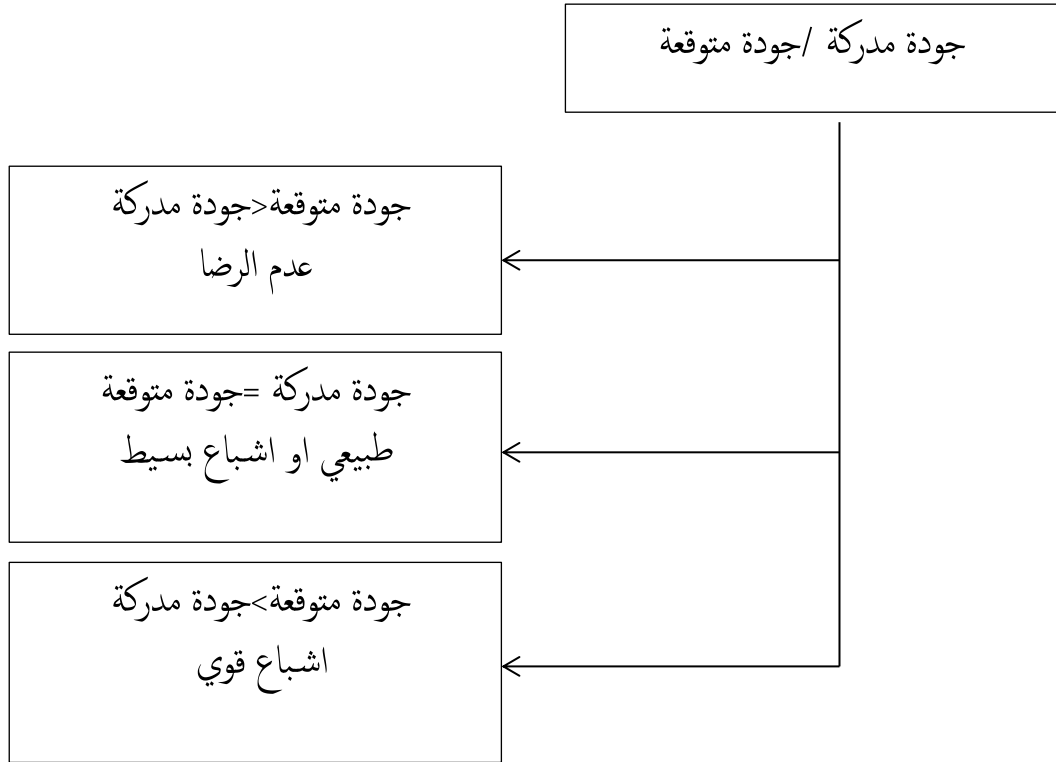 جودة مدركة /جودة متوقعة
جودة متوقعة>جودة مدركة
عدم الرضا
جودة مدركة =جودة متوقعة
طبيعي او اشباع بسيط
جودة متوقعة<جودة مدركة
اشباع قوي